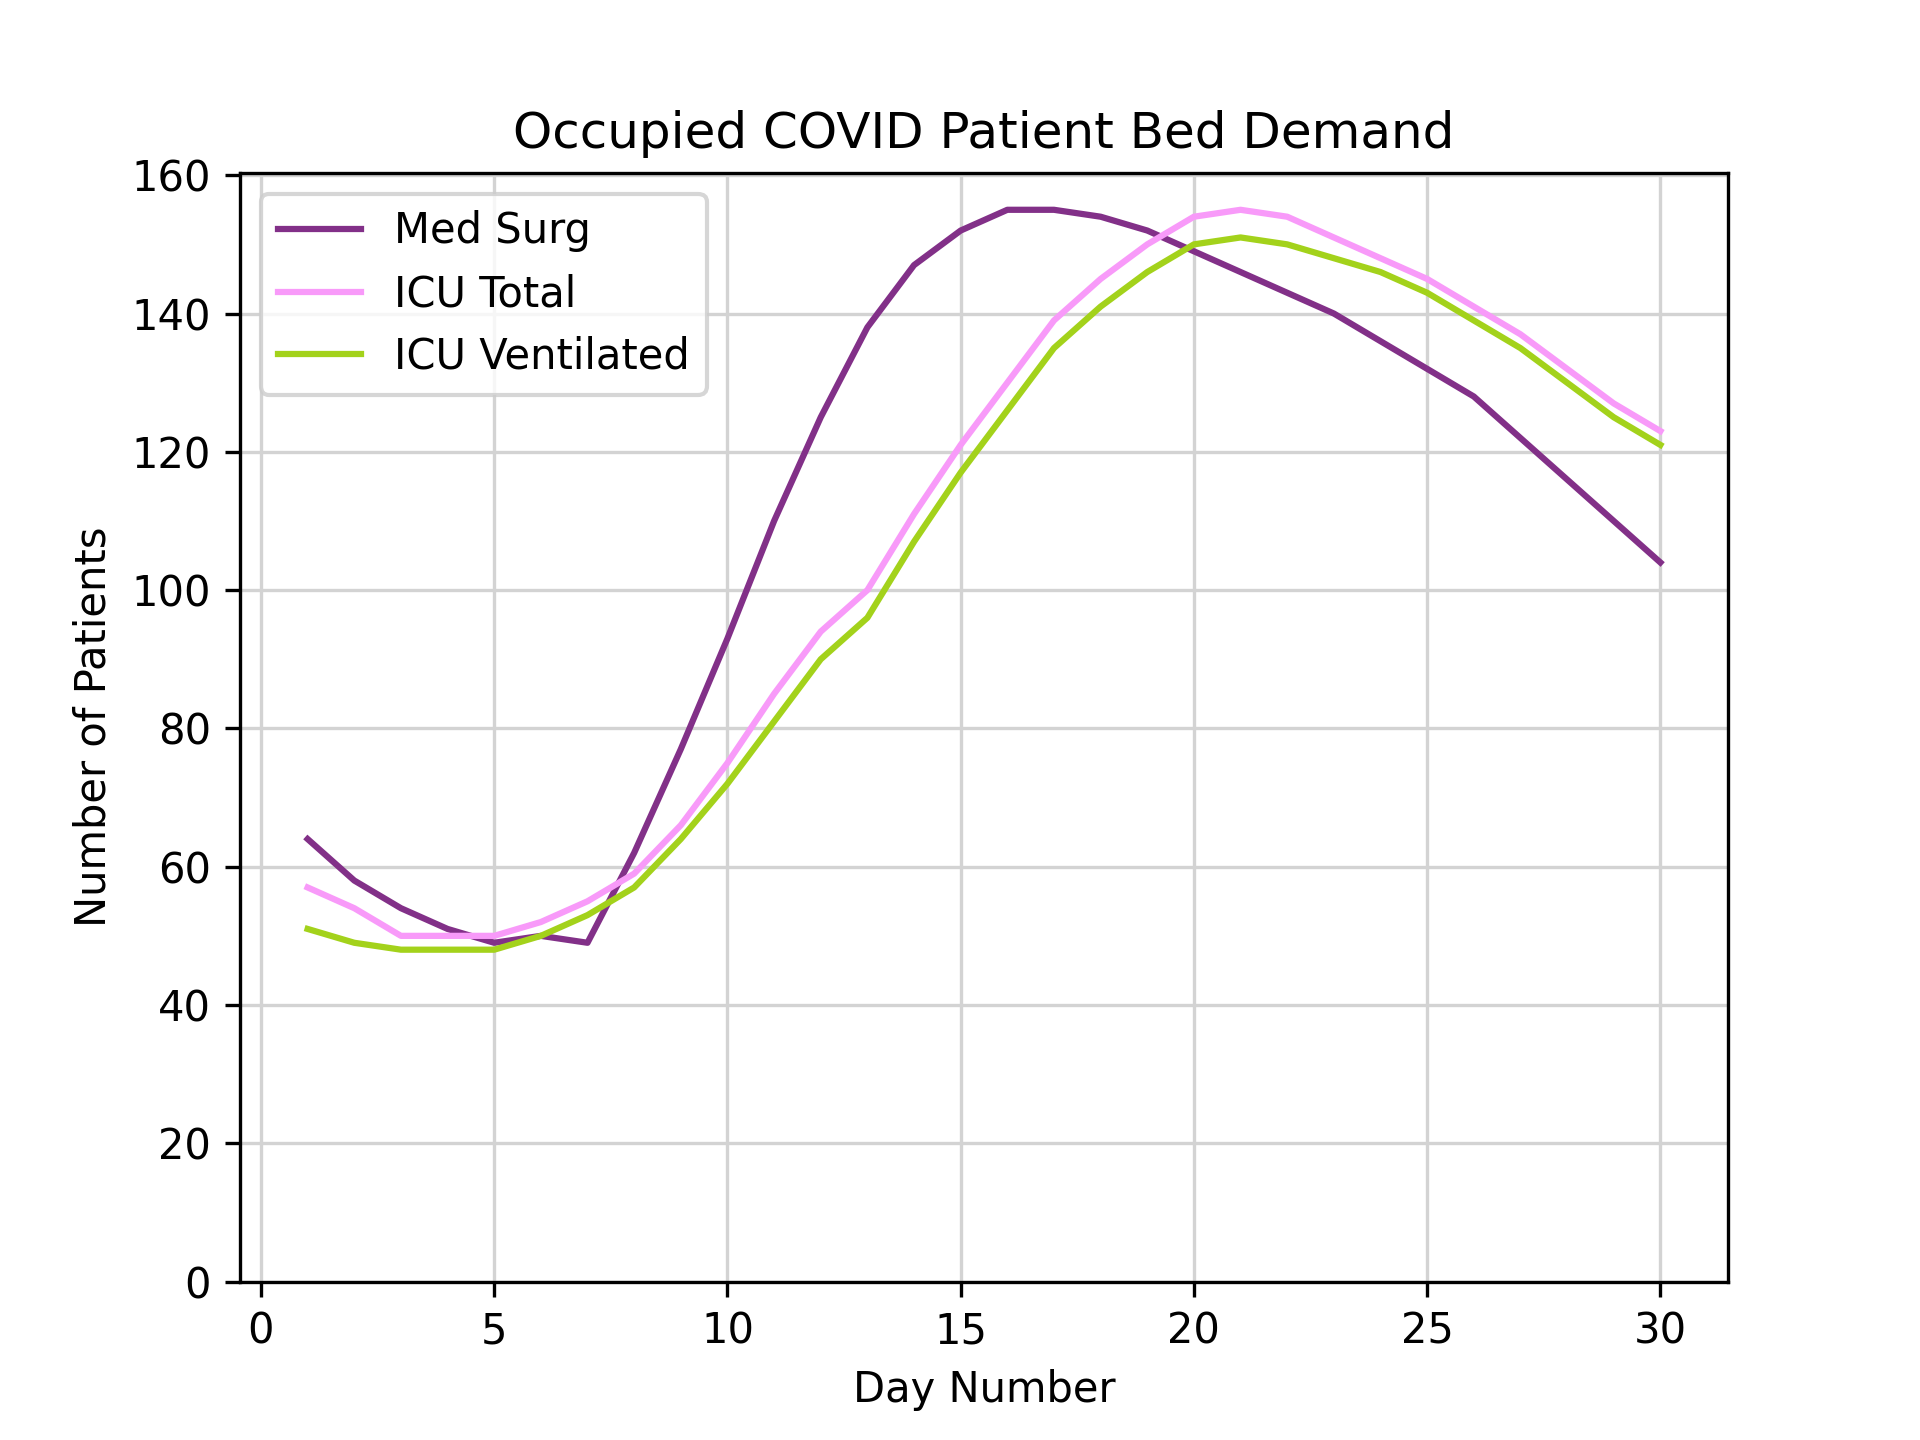 Occupied COVID Patient Bed Demand
160
140
120
100
80
60
40
20
0
Number of Patients
Med Surg
ICU Total
ICU Ventilated
0 5 10 15 20 25 30
Day Number